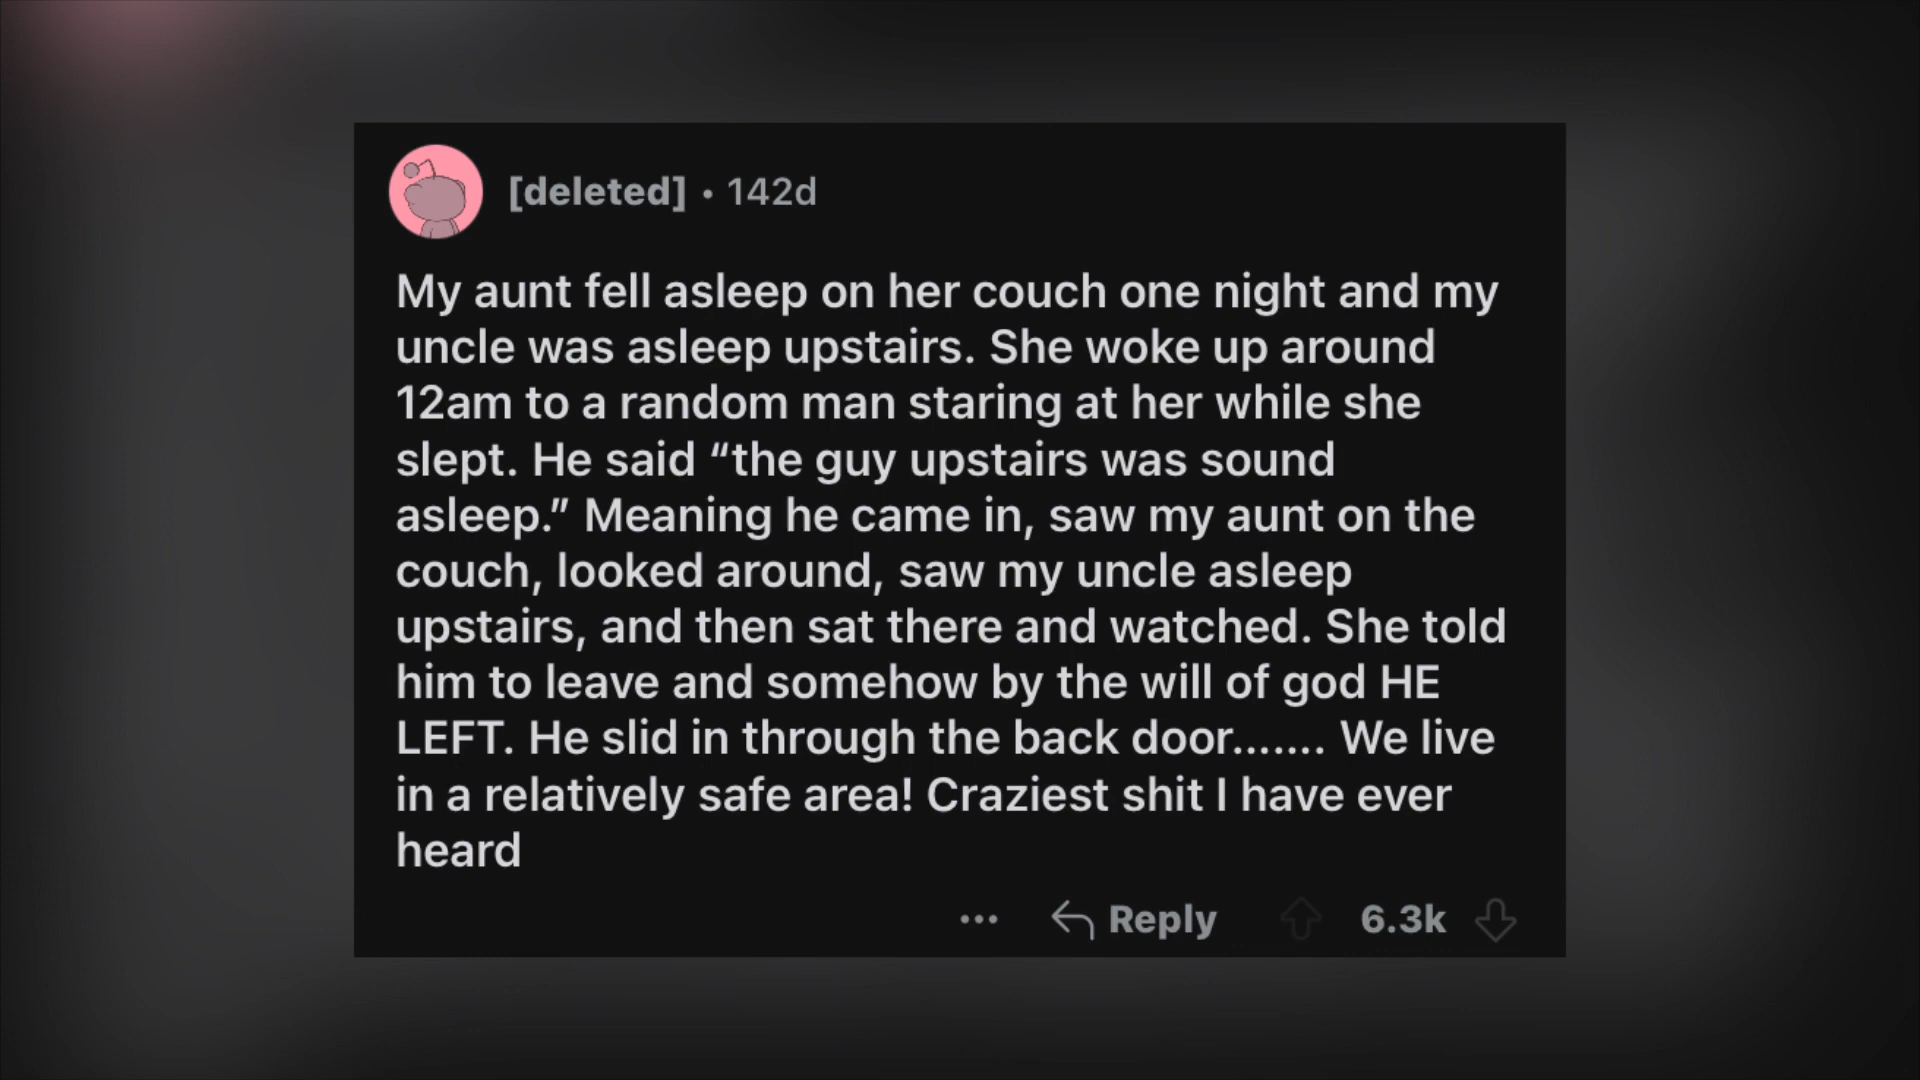 [deleted] • 142d
My aunt fell asleep on her couch one night and my
uncle was asleep upstairs. She woke up around
12am to a random man staring at her while she
slept. He said “the guy upstairs was sound
asleep.” Meaning he came in, saw my aunt on the
couch, looked around, saw my uncle asleep
upstairs, and then sat there and watched. She told
him to leave and somehow by the will of god HE
LEFT. He slid in through the back door....... We live
in a relatively safe area! Craziest shit I have ever
heard
... Reply 6.3k